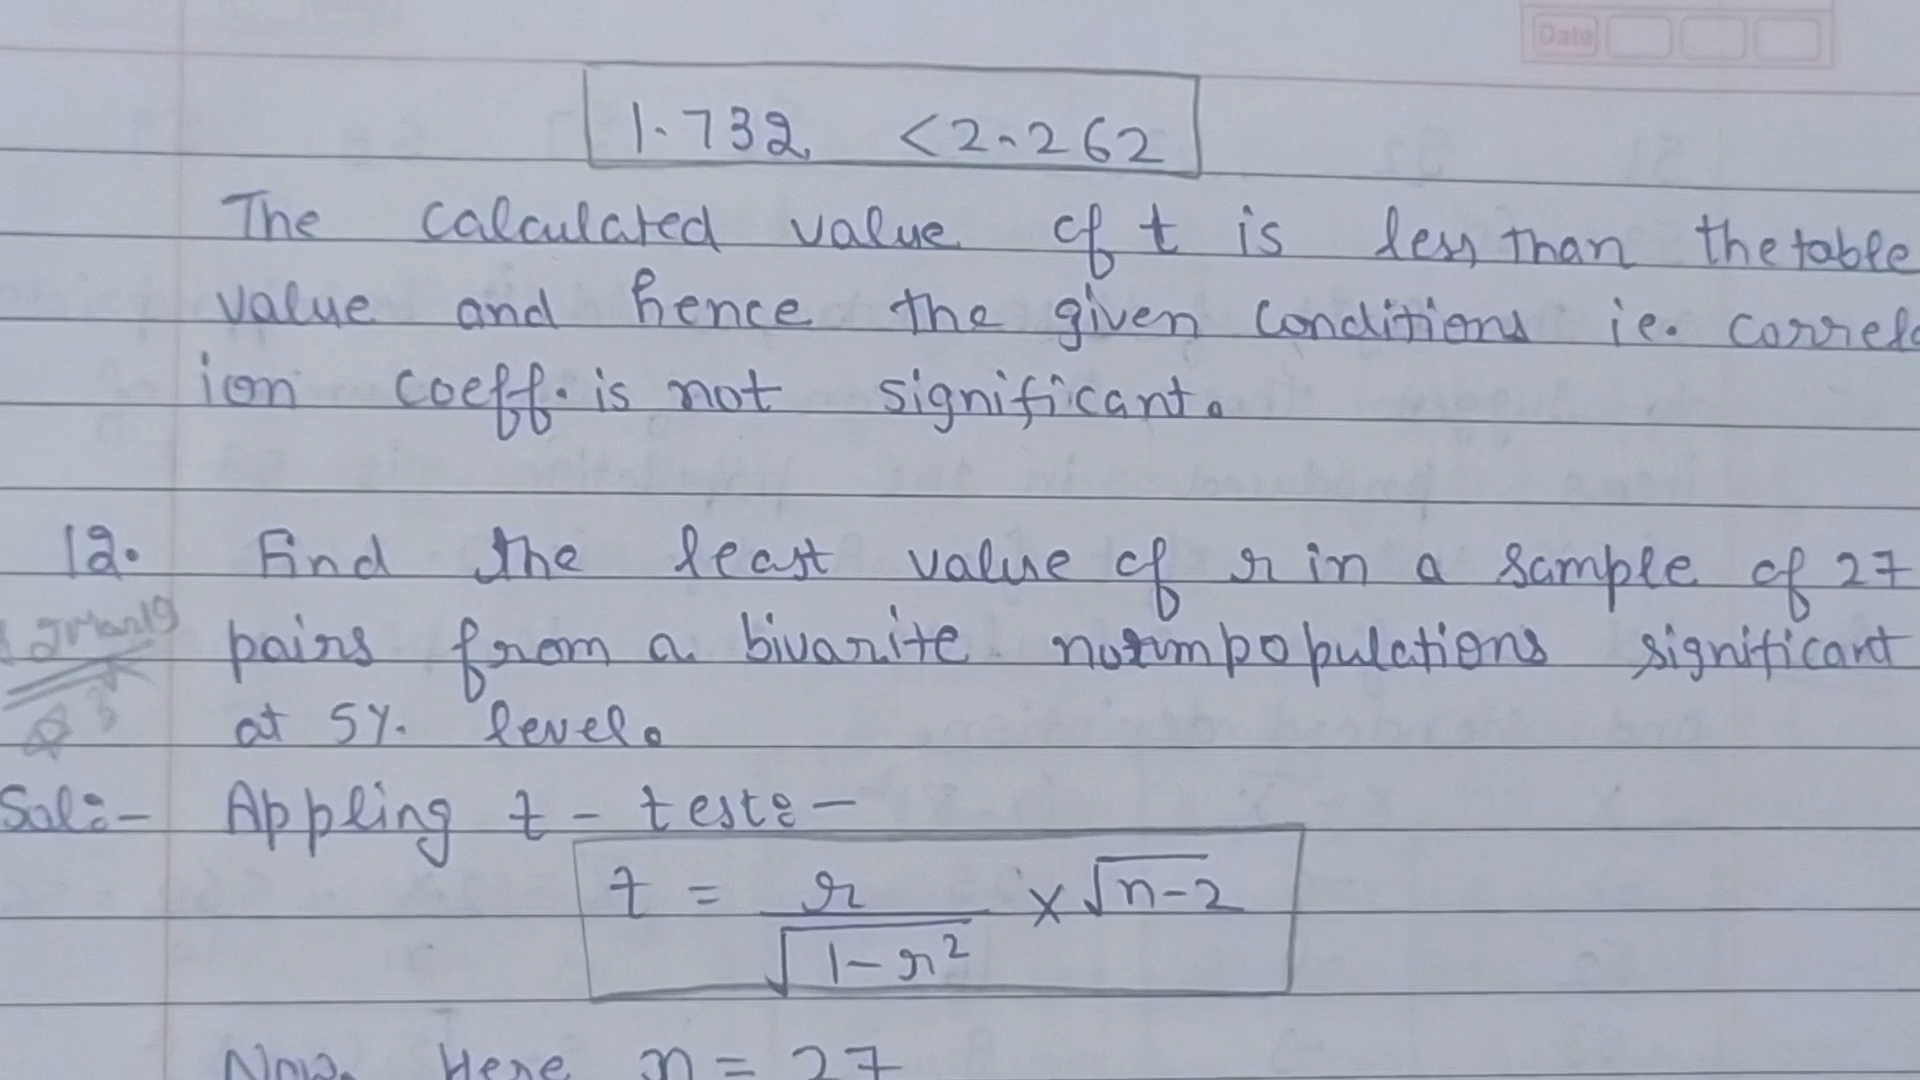 Date
1.732 < 2.262
The calculated value of t is less than the table
value and hence the given conditions ie. correla
ion coeff. is not significant.
12. Find the least value of r in a sample of 27
pairs from a bivarite populations significant
at 5%. level.
Sol:- Appling t - test:-
t = r / √1-r² × √n-2
Now, Here n = 27